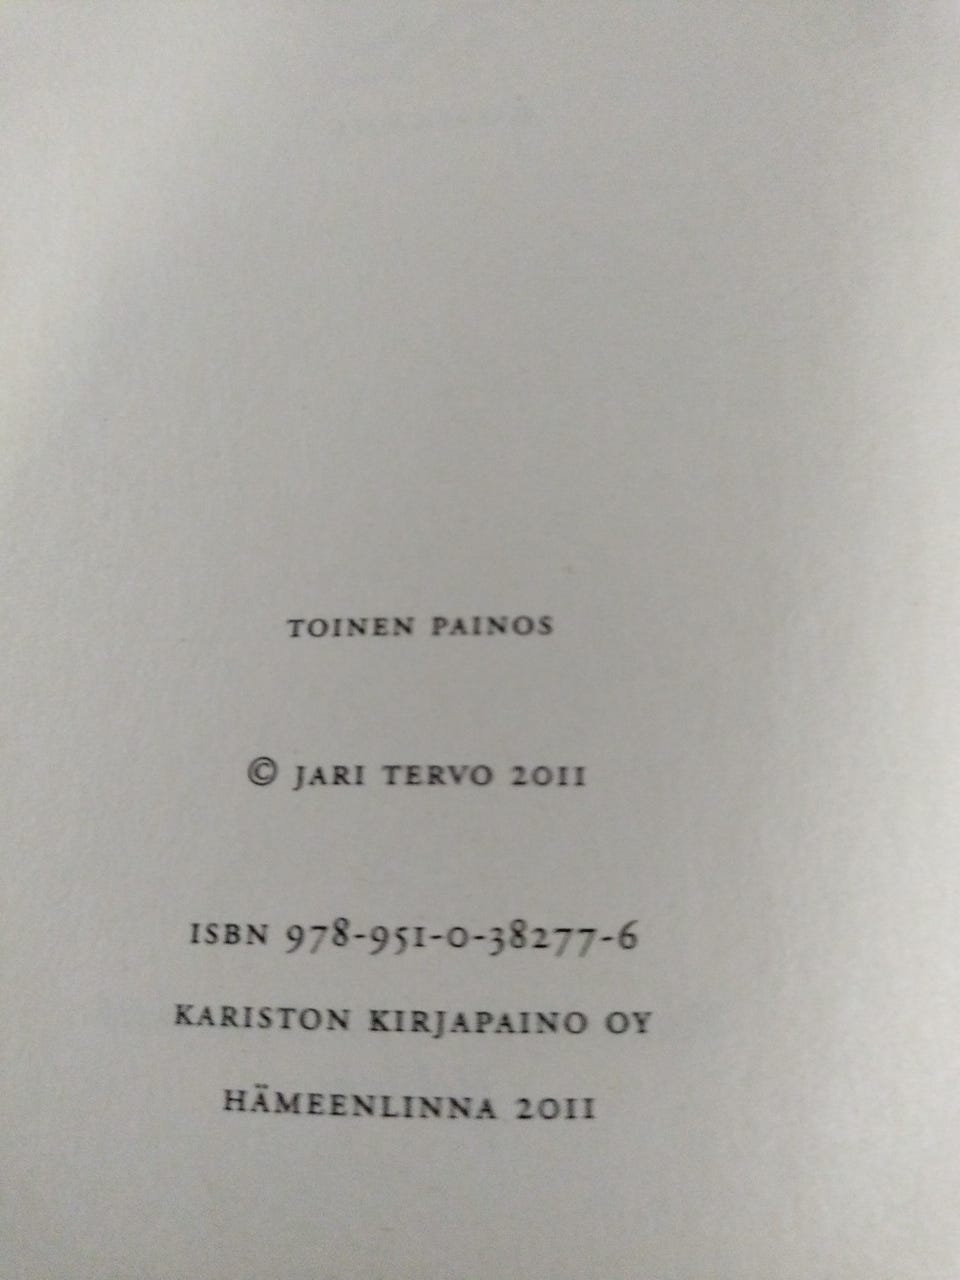 TOINEN PAINOS
© JARI TERVO 2011
ISBN 978-951-0-38277-6
KARISTON KIRJAPAINO OY
HÄMEENLINNA 2011